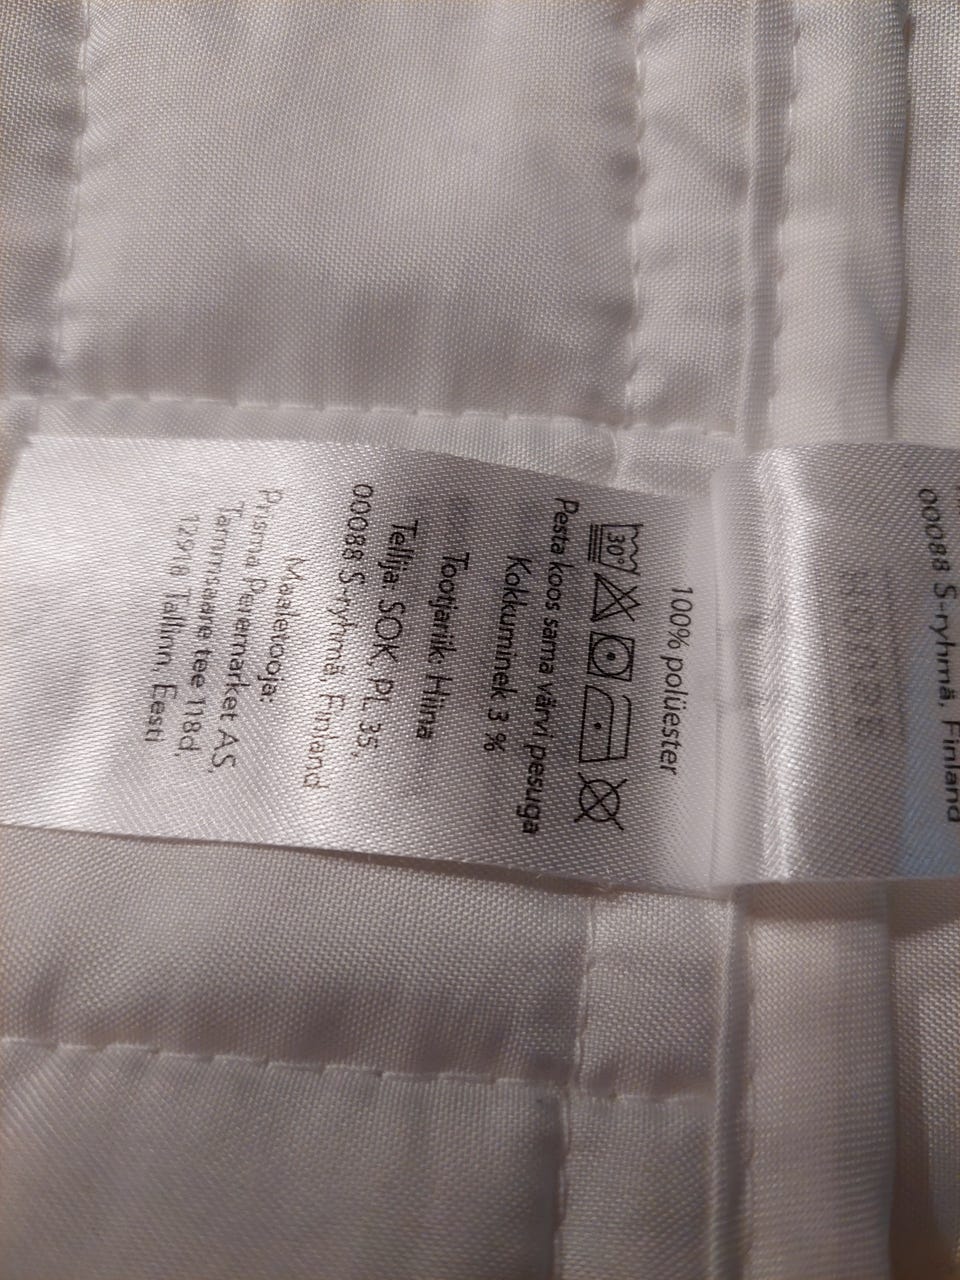 00088 S-ryhmä, Finland
100% polüester
30°
Pesta koos sama värvi pesuga
Kokkuminek 3 %
Tootjariik: Hiina
Tellija: SOK, PL 35,
00088 S-ryhmä, Finland
Maaletooja:
Prisma Peremarket AS,
Tammsaare tee 118d,
12918 Tallinn, Eesti